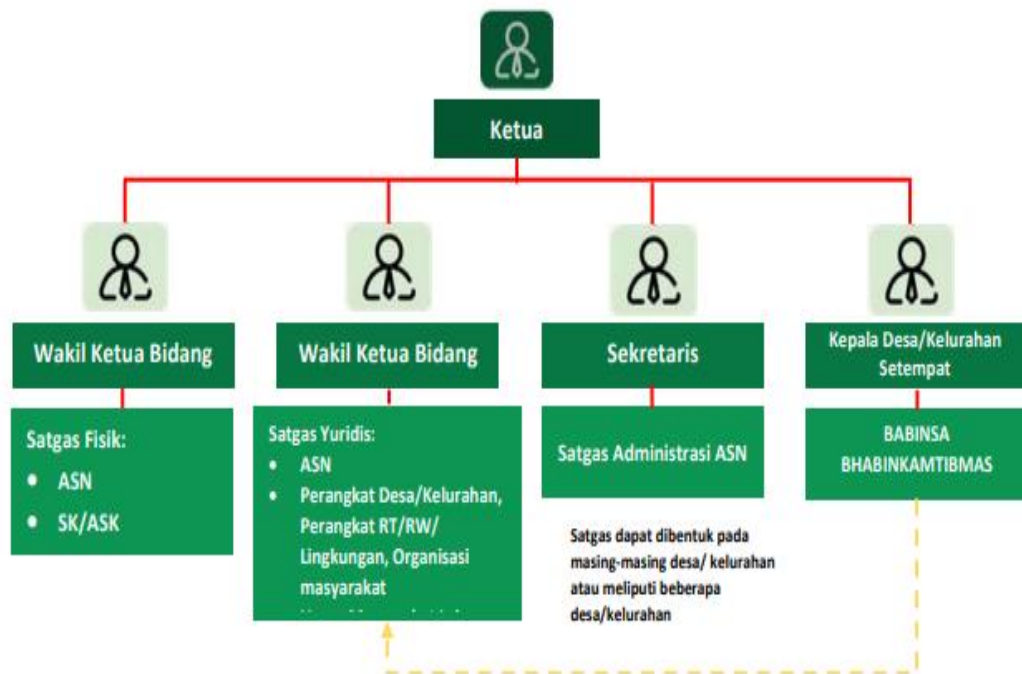 Ketua
Wakil Ketua Bidang
Wakil Ketua Bidang
Sekretaris
Kepala Desa/Kelurahan
Setempat
Satgas Fisik:
• ASN
• SK/ASK
Satgas Yuridis:
• ASN
• Perangkat Desa/Kelurahan,
Perangkat RT/RW/
Lingkungan, Organisasi
masyarakat
Satgas Administrasi ASN
BABINSA
BHABINKAMTIBMAS
Satgas dapat dibentuk pada
masing-masing desa/ kelurahan
atau meliputi beberapa
desa/kelurahan